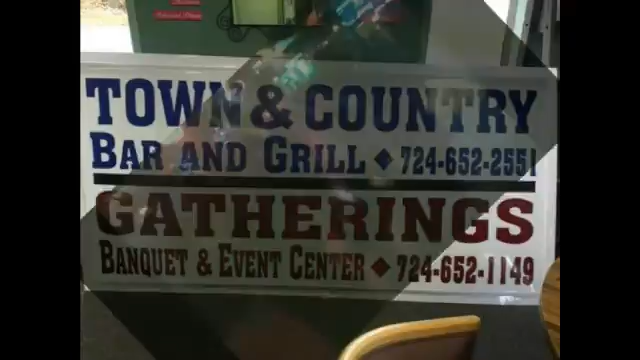 TOWN & COUNTRY
BAR AND GRILL ♦ 724-652-2551
GATHERINGS
BANQUET & EVENT CENTER ♦ 724-652-1149